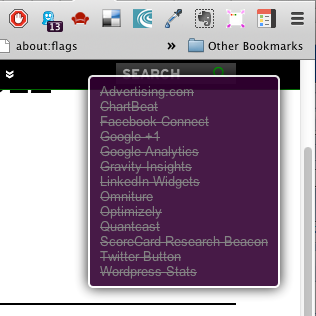 13
about:flags
»
Other Bookmarks
SEARCH
Advertising.com
ChartBeat
Facebook Connect
Google +1
Google Analytics
Gravity Insights
LinkedIn Widgets
Omniture
Optimizely
Quantcast
ScoreCard Research Beacon
Twitter Button
Wordpress Stats